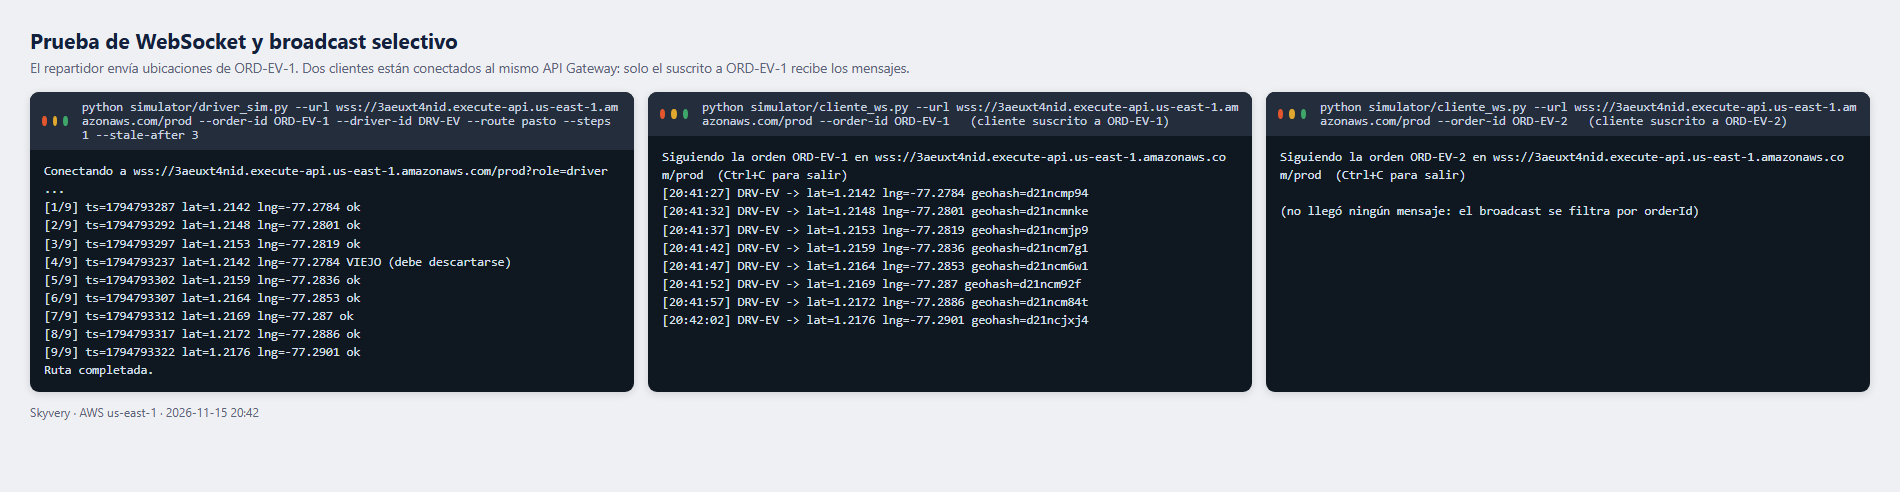 Prueba de WebSocket y broadcast selectivo
El repartidor envía ubicaciones de ORD-EV-1. Dos clientes están conectados al mismo API Gateway: solo el suscrito a ORD-EV-1 recibe los mensajes.
python simulator/driver_sim.py --url wss://3aeuxt4nid.execute-api.us-east-1.am
azonaws.com/prod --order-id ORD-EV-1 --driver-id DRV-EV --route pasto --steps
1 --stale-after 3
Conectando a wss://3aeuxt4nid.execute-api.us-east-1.amazonaws.com/prod?role=driver
...
[1/9] ts=1794793287 lat=1.2142 lng=-77.2784 ok
[2/9] ts=1794793292 lat=1.2148 lng=-77.2801 ok
[3/9] ts=1794793297 lat=1.2153 lng=-77.2819 ok
[4/9] ts=1794793237 lat=1.2142 lng=-77.2784 VIEJO (debe descartarse)
[5/9] ts=1794793302 lat=1.2159 lng=-77.2836 ok
[6/9] ts=1794793307 lat=1.2164 lng=-77.2853 ok
[7/9] ts=1794793312 lat=1.2169 lng=-77.287 ok
[8/9] ts=1794793317 lat=1.2172 lng=-77.2886 ok
[9/9] ts=1794793322 lat=1.2176 lng=-77.2901 ok
Ruta completada.
python simulator/cliente_ws.py --url wss://3aeuxt4nid.execute-api.us-east-1.am
azonaws.com/prod --order-id ORD-EV-1 (cliente suscrito a ORD-EV-1)
Siguiendo la orden ORD-EV-1 en wss://3aeuxt4nid.execute-api.us-east-1.amazonaws.co
m/prod (Ctrl+C para salir)
[20:41:27] DRV-EV -> lat=1.2142 lng=-77.2784 geohash=d21ncmp94
[20:41:32] DRV-EV -> lat=1.2148 lng=-77.2801 geohash=d21ncmnke
[20:41:37] DRV-EV -> lat=1.2153 lng=-77.2819 geohash=d21ncmjp9
[20:41:42] DRV-EV -> lat=1.2159 lng=-77.2836 geohash=d21ncm7g1
[20:41:47] DRV-EV -> lat=1.2164 lng=-77.2853 geohash=d21ncm6w1
[20:41:52] DRV-EV -> lat=1.2169 lng=-77.287 geohash=d21ncm92f
[20:41:57] DRV-EV -> lat=1.2172 lng=-77.2886 geohash=d21ncm84t
[20:42:02] DRV-EV -> lat=1.2176 lng=-77.2901 geohash=d21ncjxj4
python simulator/cliente_ws.py --url wss://3aeuxt4nid.execute-api.us-east-1.am
azonaws.com/prod --order-id ORD-EV-2 (cliente suscrito a ORD-EV-2)
Siguiendo la orden ORD-EV-2 en wss://3aeuxt4nid.execute-api.us-east-1.amazonaws.co
m/prod (Ctrl+C para salir)
(no llegó ningún mensaje: el broadcast se filtra por orderId)
Skyvery · AWS us-east-1 · 2026-11-15 20:42